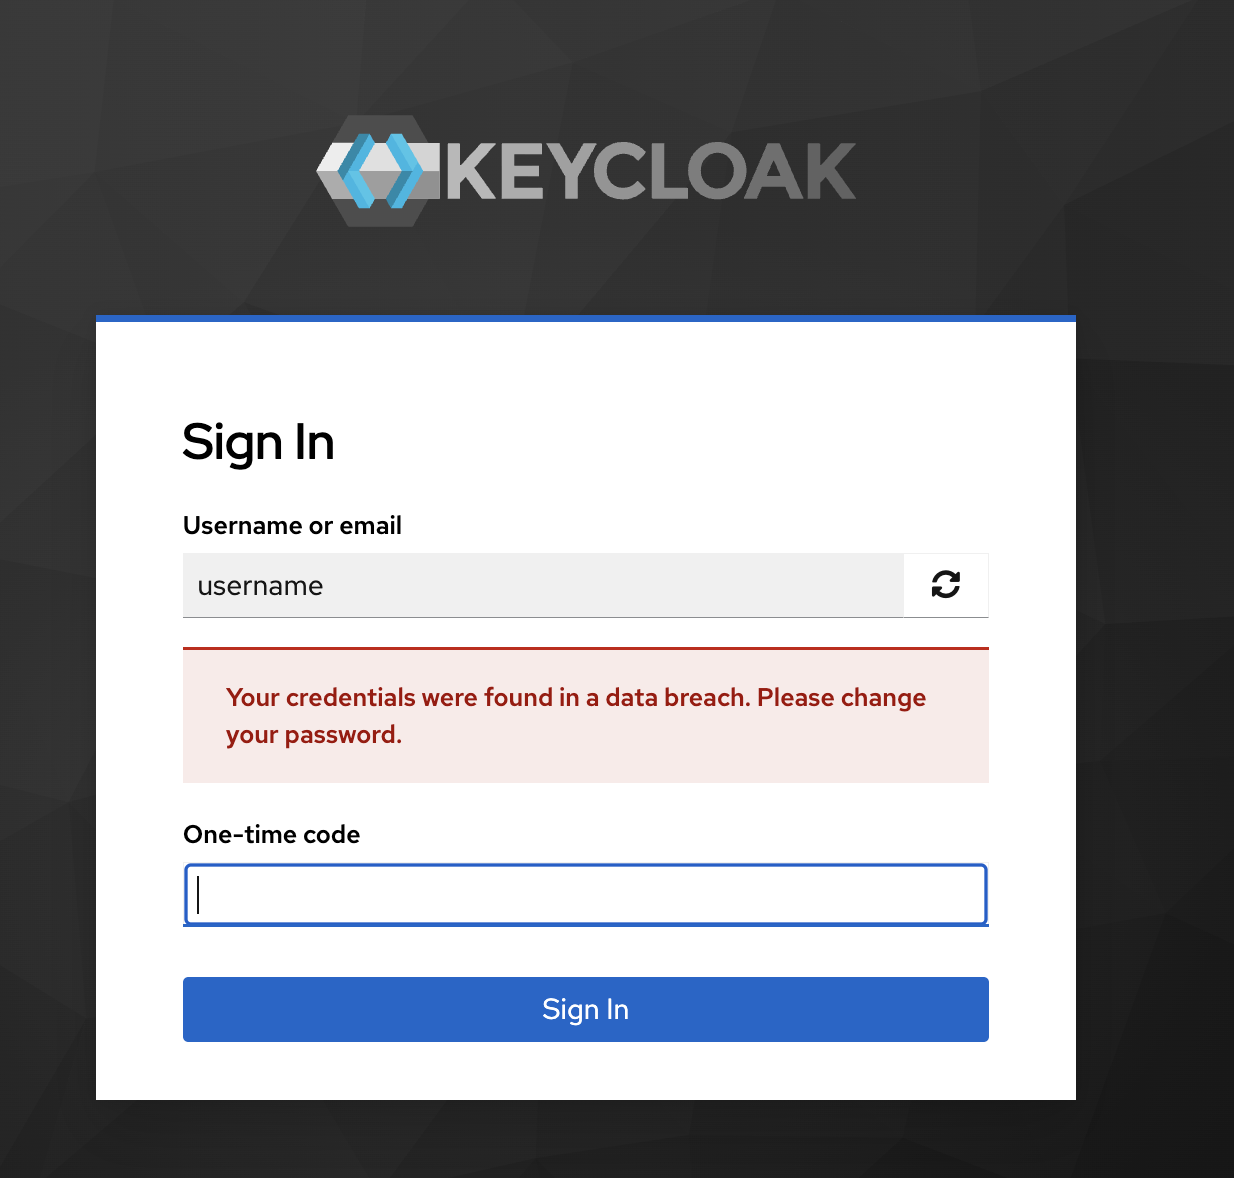 KEYCLOAK
Sign In
Username or email
username
Your credentials were found in a data breach. Please change
your password.
One-time code
Sign In